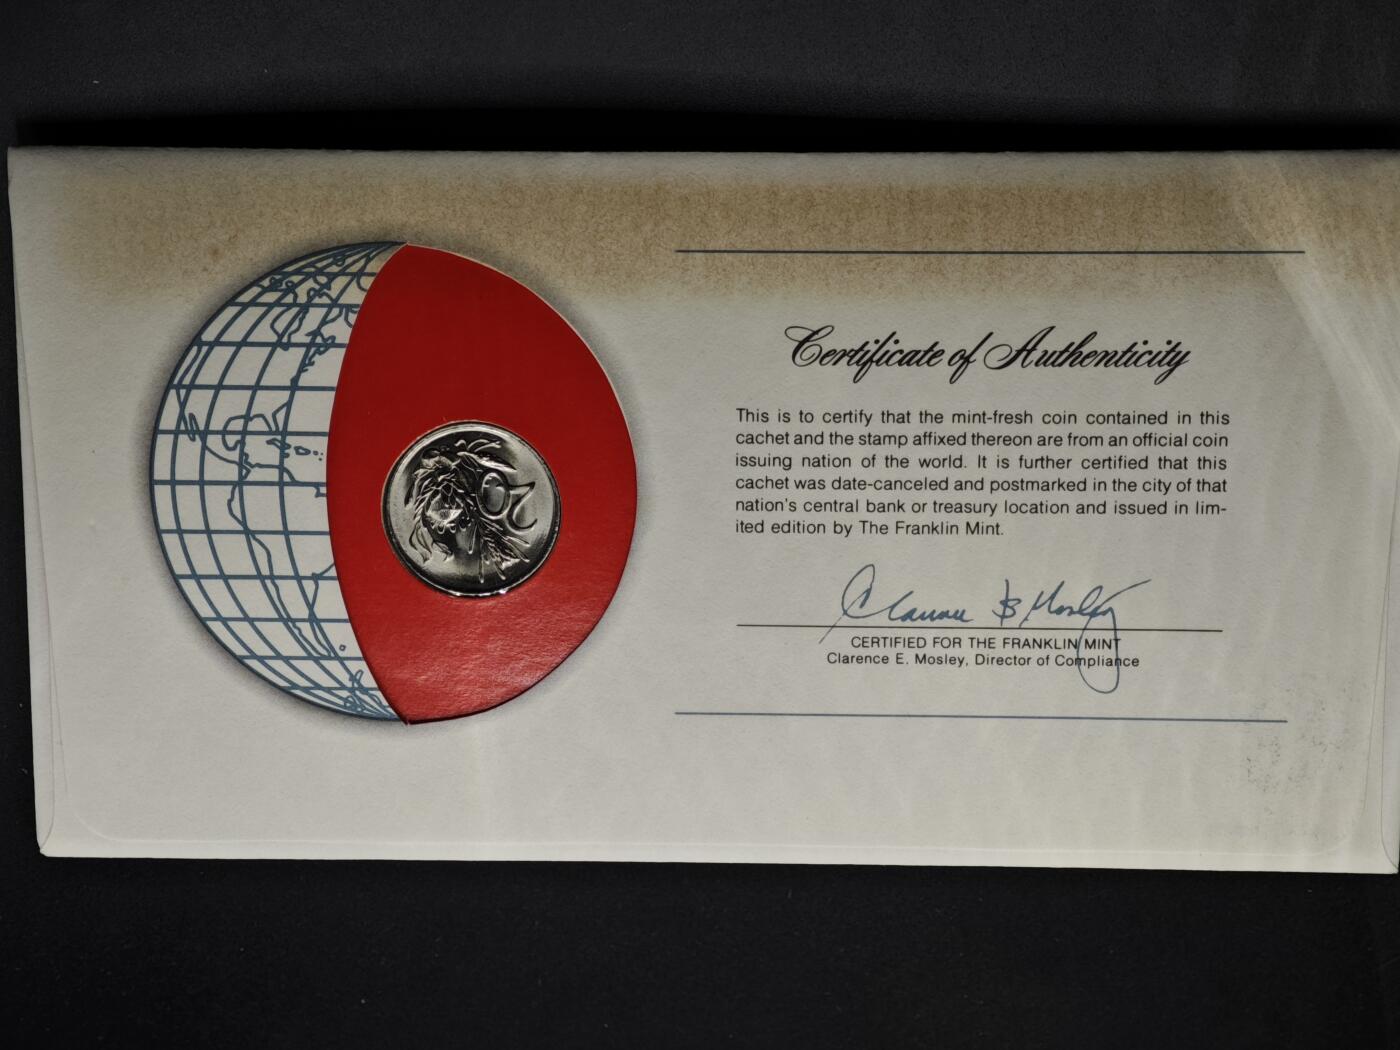 Certificate of Authenticity
This is to certify that the mint-fresh coin contained in this
cachet and the stamp affixed thereon are from an official coin
issuing nation of the world. It is further certified that this
cachet was date-canceled and postmarked in the city of that
nation's central bank or treasury location and issued in lim-
ited edition by The Franklin Mint.
CERTIFIED FOR THE FRANKLIN MINT
Clarence E. Mosley, Director of Compliance